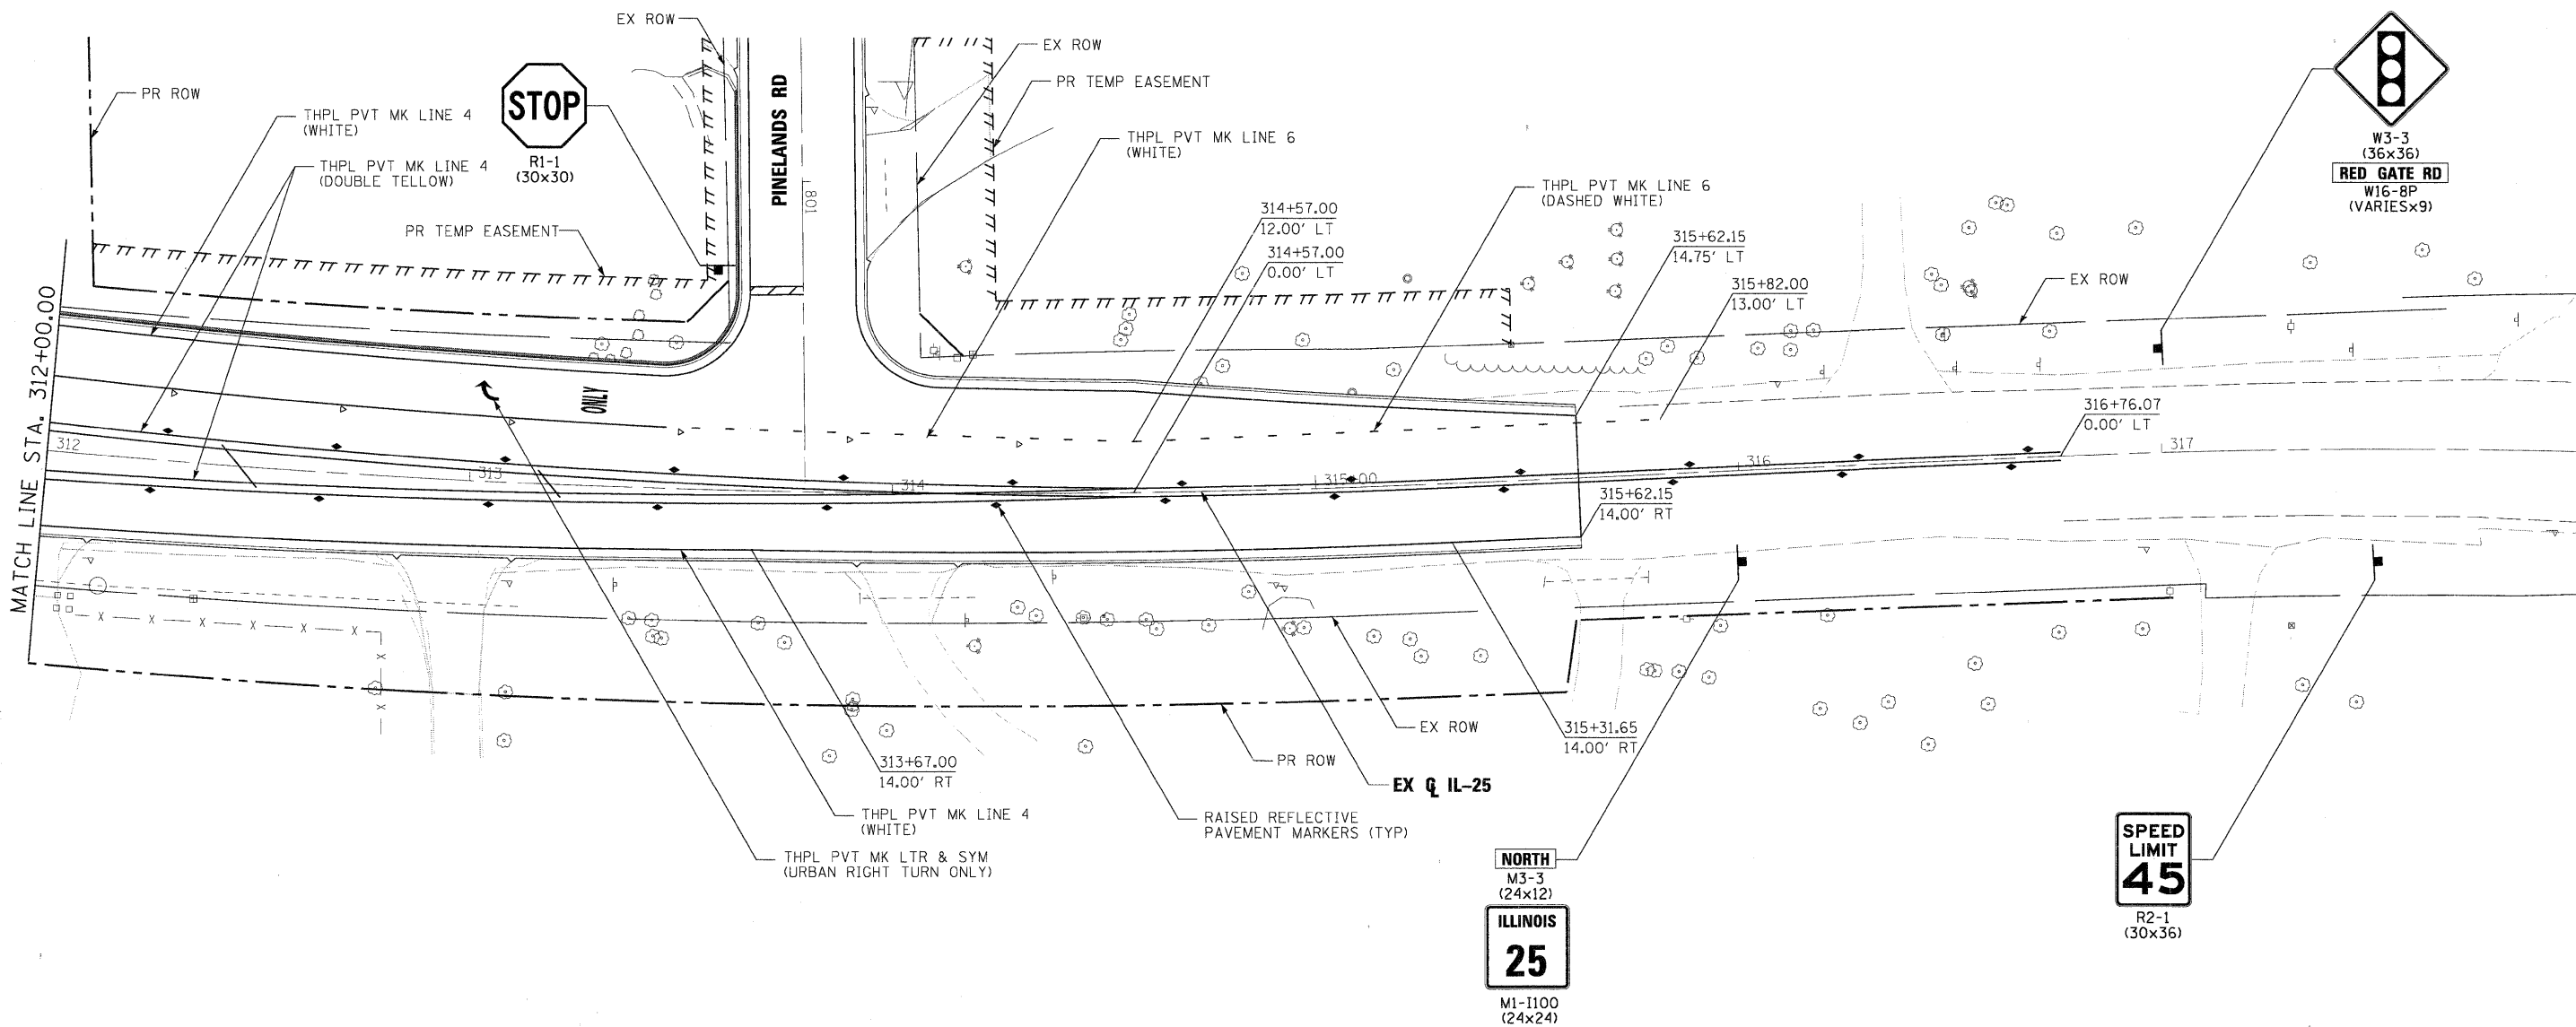 EX ROW
EX ROW
PR ROW
STOP
R1-1
(30x30)
THPL PVT MK LINE 4
(WHITE)
THPL PVT MK LINE 4
(DOUBLE TELLOW)
PR TEMP EASEMENT
PINELANDS RD
801
PR TEMP EASEMENT
THPL PVT MK LINE 6
(WHITE)
THPL PVT MK LINE 6
(DASHED WHITE)
314+57.00
12.00' LT
314+57.00
0.00' LT
315+62.15
14.75' LT
315+82.00
13.00' LT
W3-3
(36x36)
RED GATE RD
W16-8P
(VARIESx9)
EX ROW
316+76.07
0.00' LT
MATCH LINE STA. 312+00.00
ONLY
312
313
314
315+00
316
317
315+62.15
14.00' RT
315+31.65
14.00' RT
EX ROW
PR ROW
EX ℄ IL-25
313+67.00
14.00' RT
THPL PVT MK LINE 4
(WHITE)
RAISED REFLECTIVE
PAVEMENT MARKERS (TYP)
THPL PVT MK LTR & SYM
(URBAN RIGHT TURN ONLY)
NORTH
M3-3
(24x12)
ILLINOIS
25
M1-I100
(24x24)
SPEED
LIMIT
45
R2-1
(30x36)